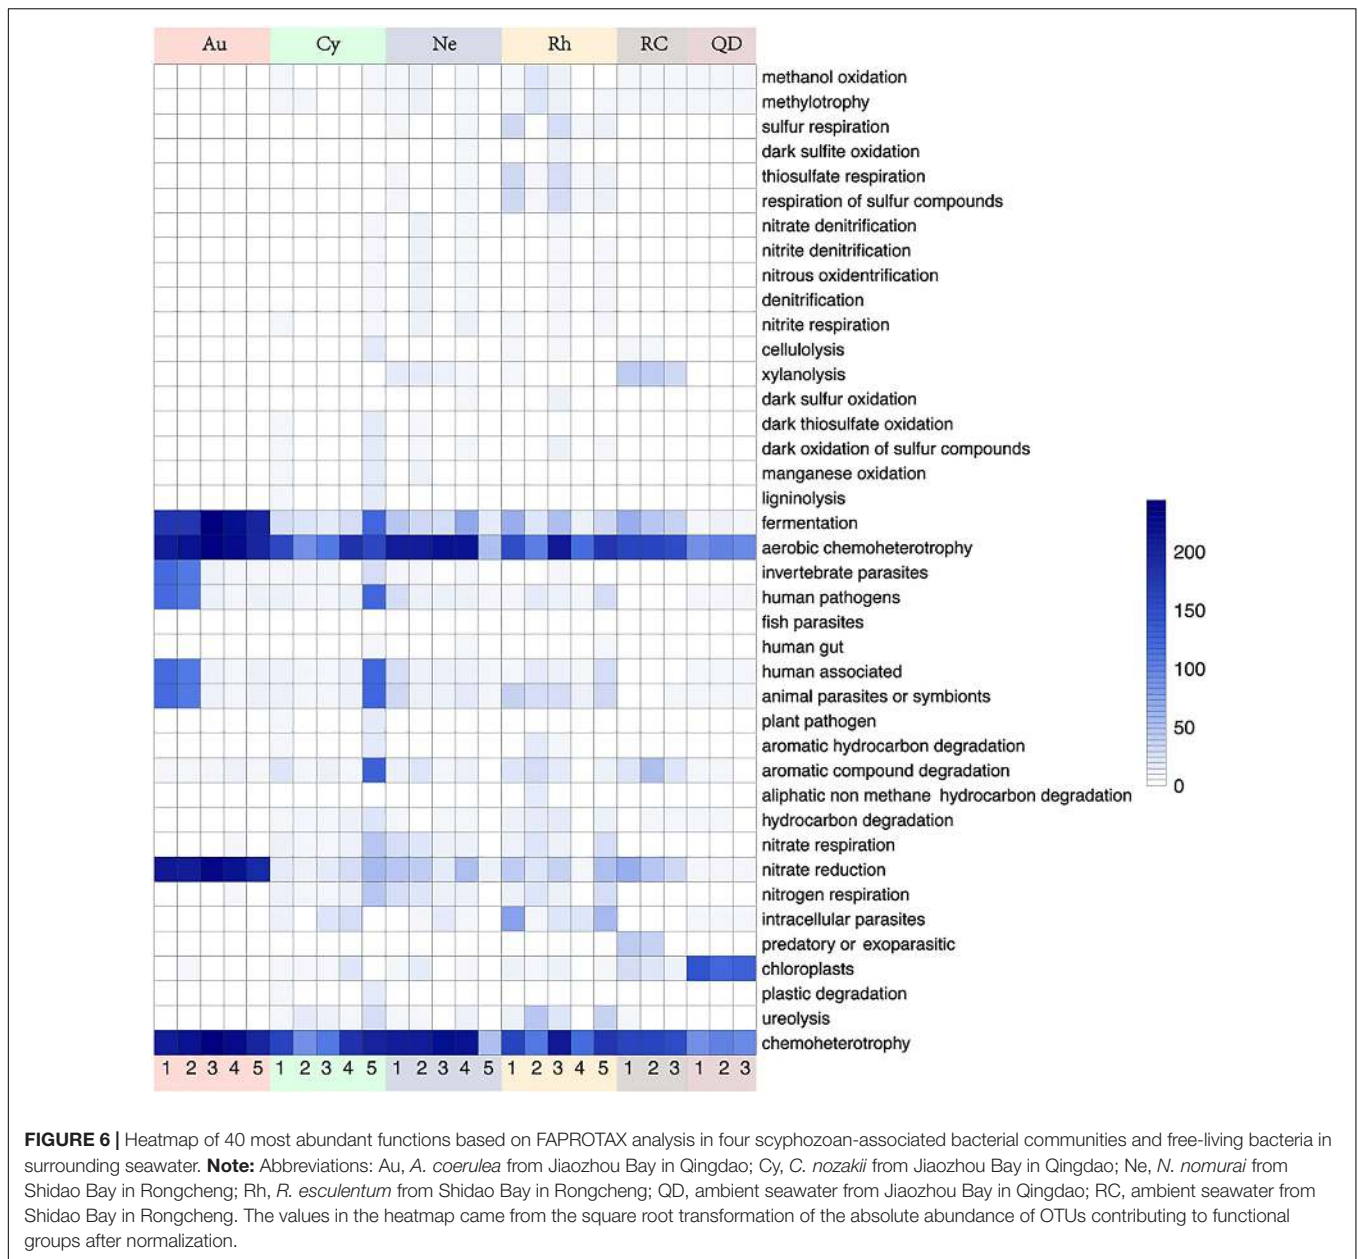 Au Cy Ne Rh RC QD
methanol oxidation
methylotrophy
sulfur respiration
dark sulfite oxidation
thiosulfate respiration
respiration of sulfur compounds
nitrate denitrification
nitrite denitrification
nitrous oxidentrification
denitrification
nitrite respiration
cellulolysis
xylanolysis
dark sulfur oxidation
dark thiosulfate oxidation
dark oxidation of sulfur compounds
manganese oxidation
ligninolysis
fermentation
aerobic chemoheterotrophy
invertebrate parasites
human pathogens
fish parasites
human gut
human associated
animal parasites or symbionts
plant pathogen
aromatic hydrocarbon degradation
aromatic compound degradation
aliphatic non methane hydrocarbon degradation
hydrocarbon degradation
nitrate respiration
nitrate reduction
nitrogen respiration
intracellular parasites
predatory or exoparasitic
chloroplasts
plastic degradation
ureolysis
chemoheterotrophy
200
150
100
50
0
1 2 3 4 5 1 2 3 4 5 1 2 3 4 5 1 2 3 4 5 1 2 3 1 2 3
FIGURE 6 | Heatmap of 40 most abundant functions based on FAPROTAX analysis in four scyphozoan-associated bacterial communities and free-living bacteria in
surrounding seawater. Note: Abbreviations: Au, A. coerulea from Jiaozhou Bay in Qingdao; Cy, C. nozakii from Jiaozhou Bay in Qingdao; Ne, N. nomurai from
Shidao Bay in Rongcheng; Rh, R. esculentum from Shidao Bay in Rongcheng; QD, ambient seawater from Jiaozhou Bay in Qingdao; RC, ambient seawater from
Shidao Bay in Rongcheng. The values in the heatmap came from the square root transformation of the absolute abundance of OTUs contributing to functional
groups after normalization.